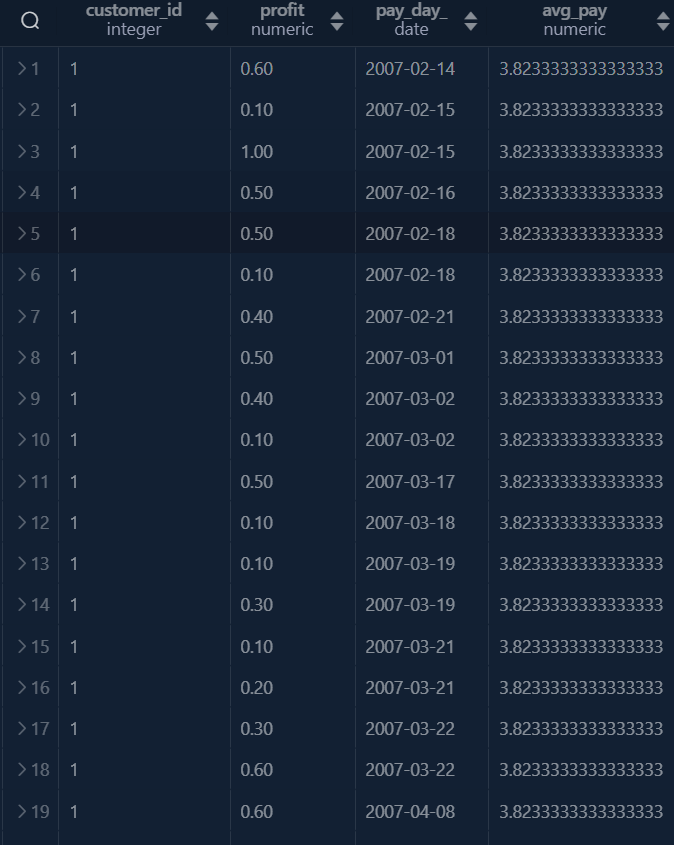 customer_id profit pay_day_ avg_pay
integer numeric date numeric
1 1 0.60 2007-02-14 3.8233333333333333
2 1 0.10 2007-02-15 3.8233333333333333
3 1 1.00 2007-02-15 3.8233333333333333
4 1 0.50 2007-02-16 3.8233333333333333
5 1 0.50 2007-02-18 3.8233333333333333
6 1 0.10 2007-02-18 3.8233333333333333
7 1 0.40 2007-02-21 3.8233333333333333
8 1 0.50 2007-03-01 3.8233333333333333
9 1 0.40 2007-03-02 3.8233333333333333
10 1 0.10 2007-03-02 3.8233333333333333
11 1 0.50 2007-03-17 3.8233333333333333
12 1 0.10 2007-03-18 3.8233333333333333
13 1 0.10 2007-03-19 3.8233333333333333
14 1 0.30 2007-03-19 3.8233333333333333
15 1 0.10 2007-03-21 3.8233333333333333
16 1 0.20 2007-03-21 3.8233333333333333
17 1 0.30 2007-03-22 3.8233333333333333
18 1 0.60 2007-03-22 3.8233333333333333
19 1 0.60 2007-04-08 3.8233333333333333